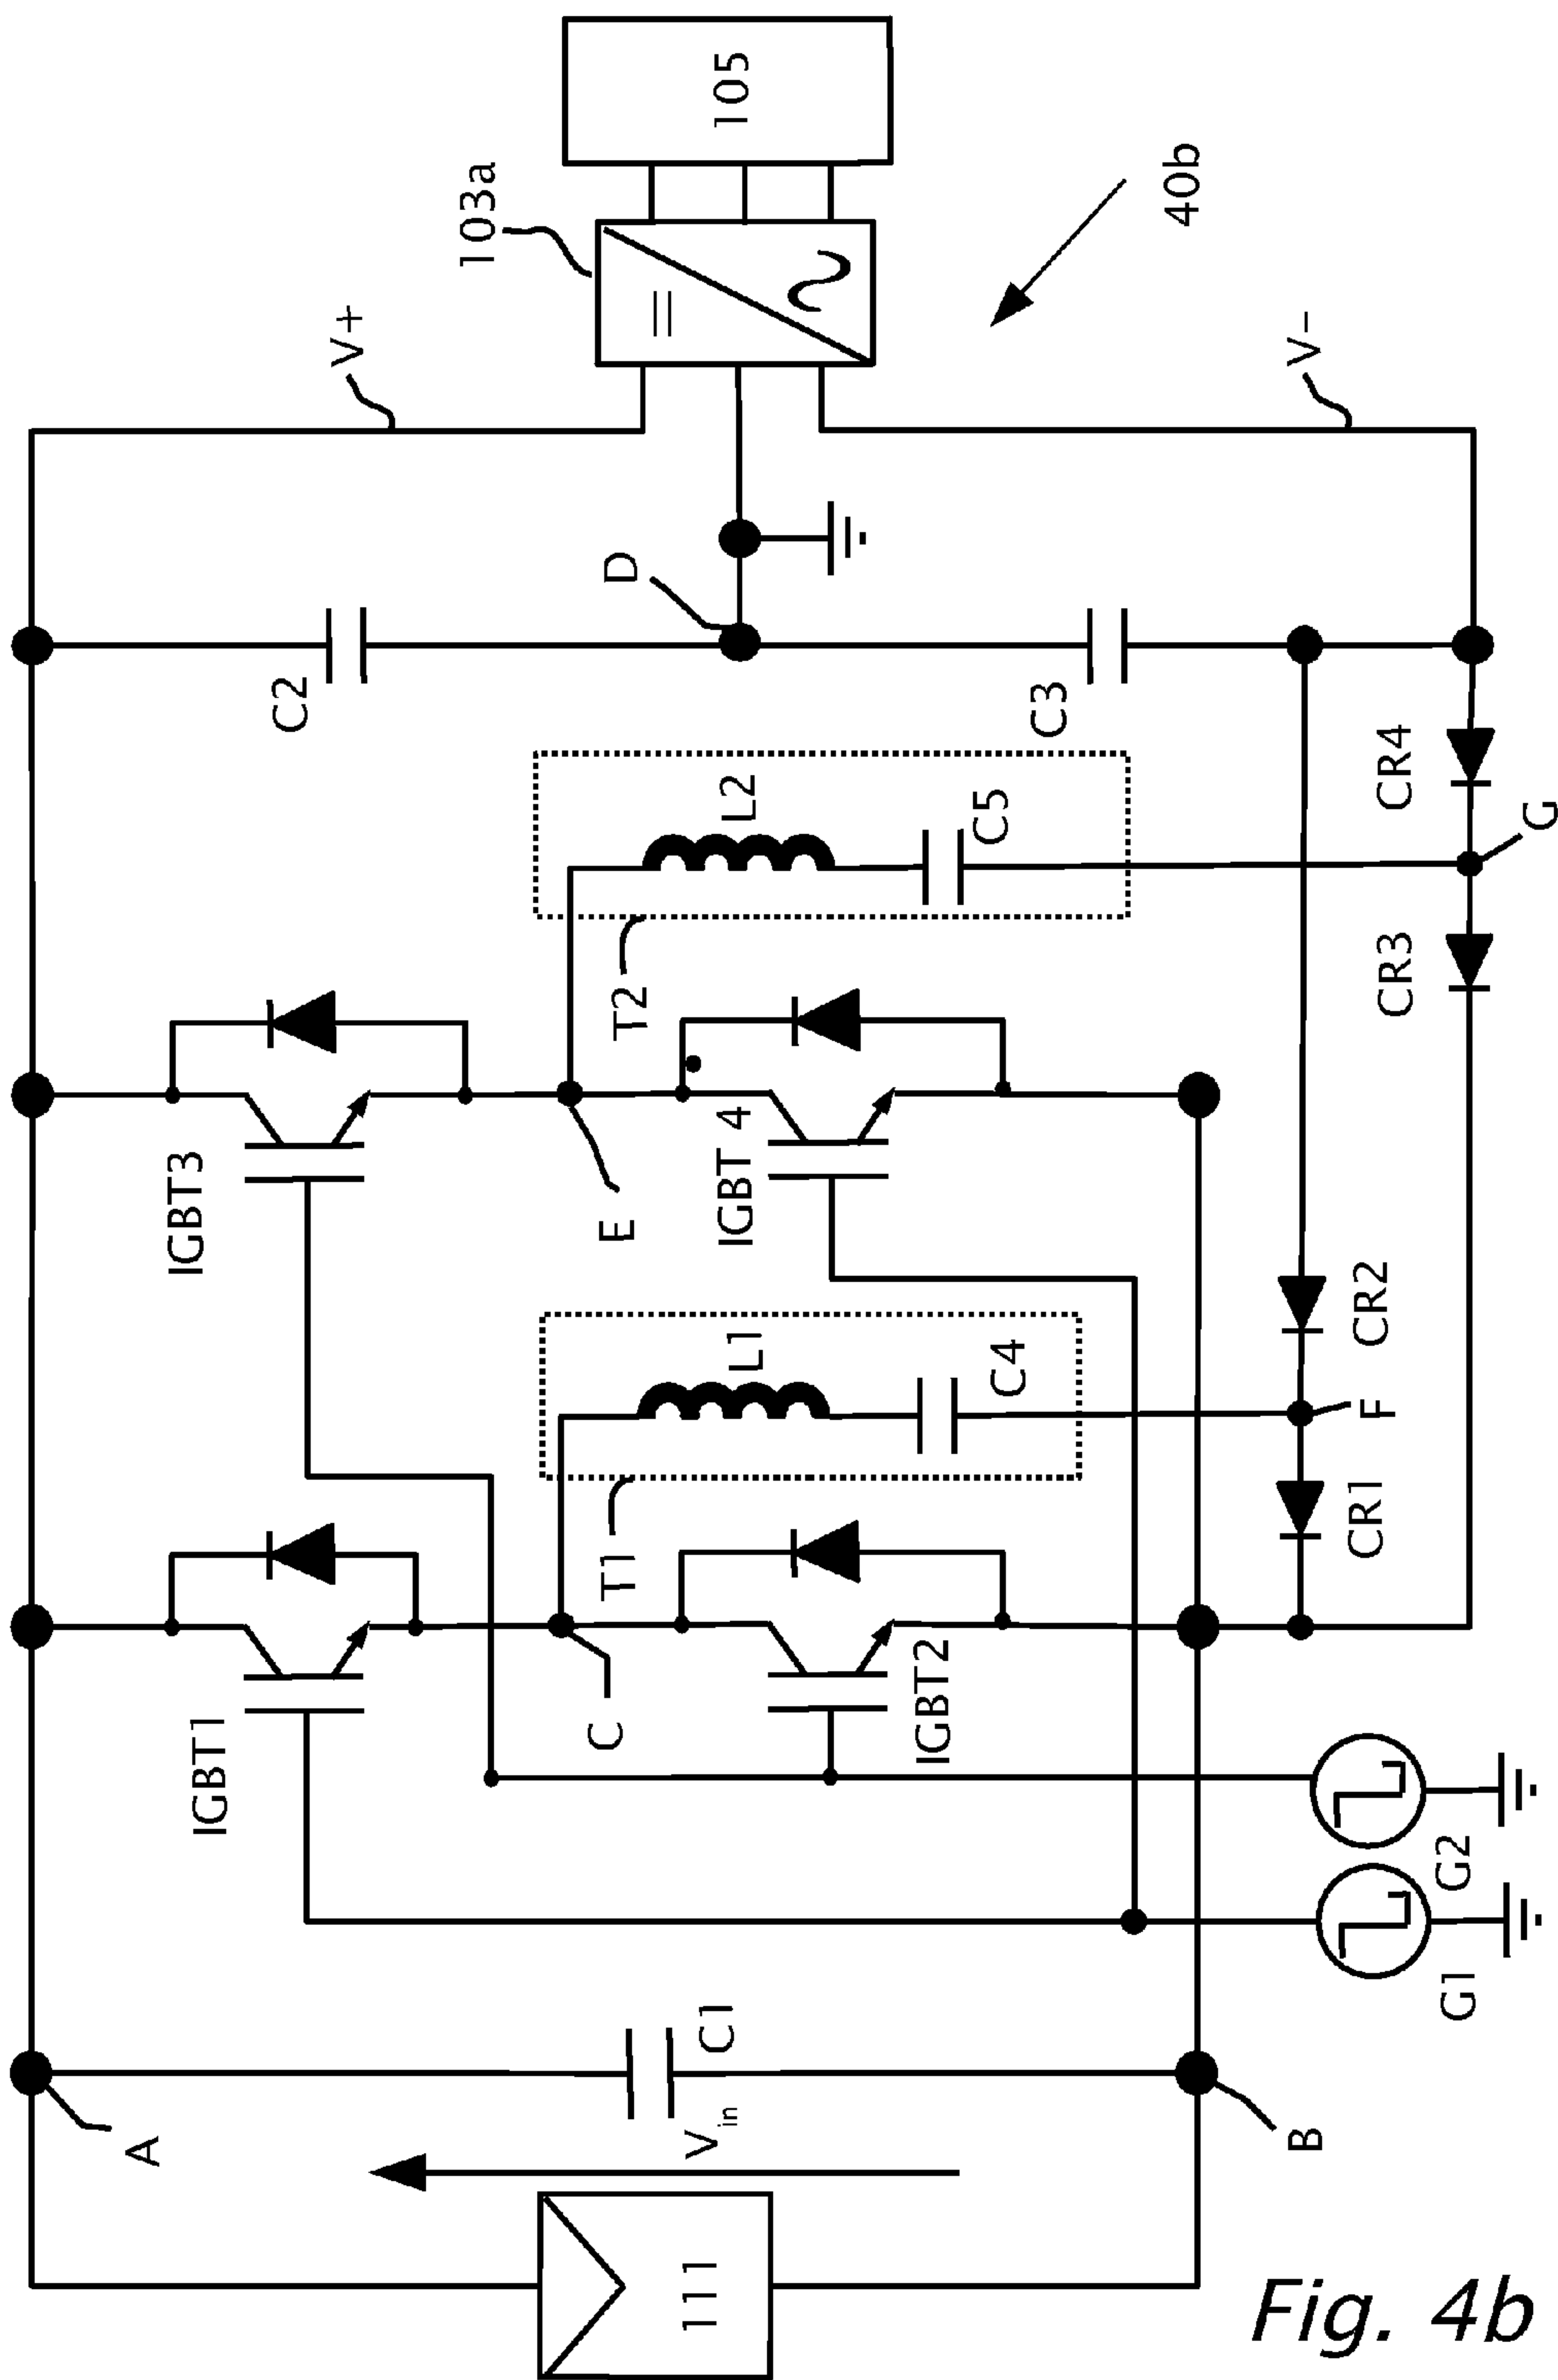 A
B
V in
C1
111
G1
G2
IGBT1
IGBT2
C
T1
L1
C4
CR1
F
CR2
IGBT3
IGBT 4
E
T2
L2
C5
CR3
G
CR4
C2
C3
D
V+
V−
103a
=
~
105
40b
Fig. 4b